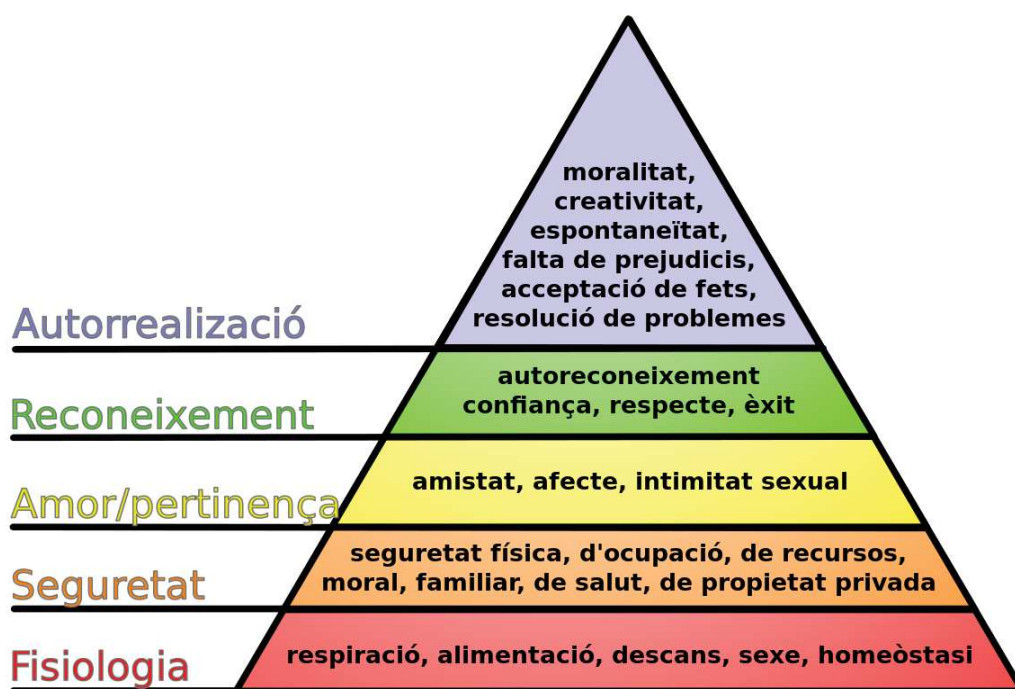 moralitat,
creativitat,
espontaneïtat,
falta de prejudicis,
acceptació de fets,
resolució de problemes
Autorrealizació
autoreconeixement
confiança, respecte, èxit
Reconeixement
amistat, afecte, intimitat sexual
Amor/pertinença
seguretat física, d'ocupació, de recursos,
moral, familiar, de salut, de propietat privada
Seguretat
respiració, alimentació, descans, sexe, homeòstasi
Fisiologia